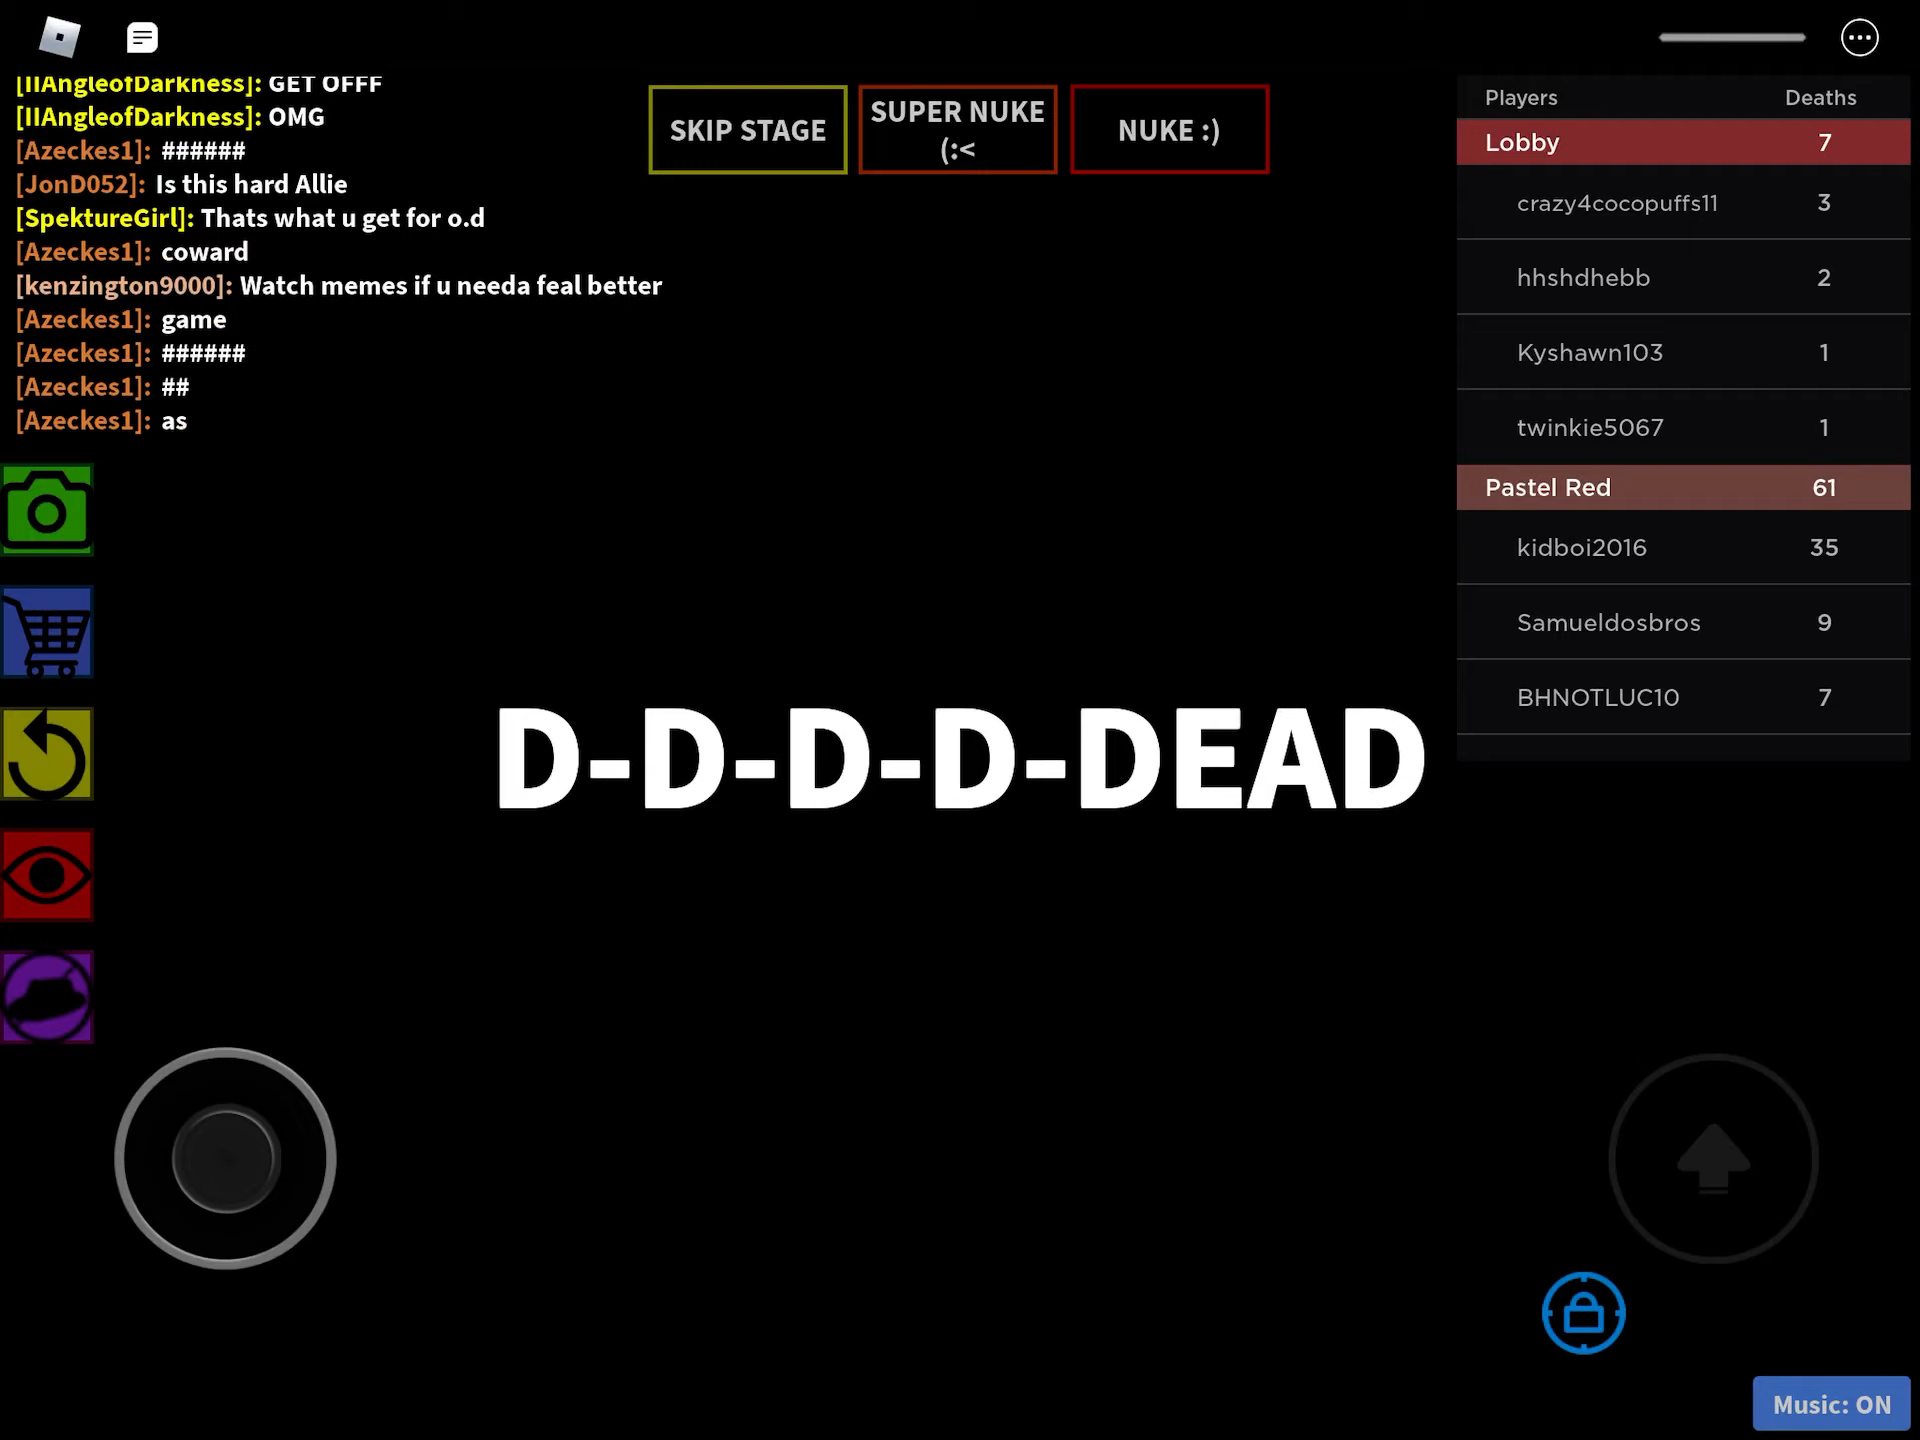 [IIAngleofDarkness]: GET OFFF
[IIAngleofDarkness]: OMG
[Azeckes1]: ######
[JonD052]: Is this hard Allie
[SpektureGirl]: Thats what u get for o.d
[Azeckes1]: coward
[kenzington9000]: Watch memes if u needa feal better
[Azeckes1]: game
[Azeckes1]: ######
[Azeckes1]: ##
[Azeckes1]: as
SKIP STAGE
SUPER NUKE
(:<
NUKE :)
Players Deaths
Lobby 7
crazy4cocopuffs11 3
hhshdhebb 2
Kyshawn103 1
twinkie5067 1
Pastel Red 61
kidboi2016 35
Samueldosbros 9
BHNOTLUC10 7
D-D-D-D-DEAD
Music: ON